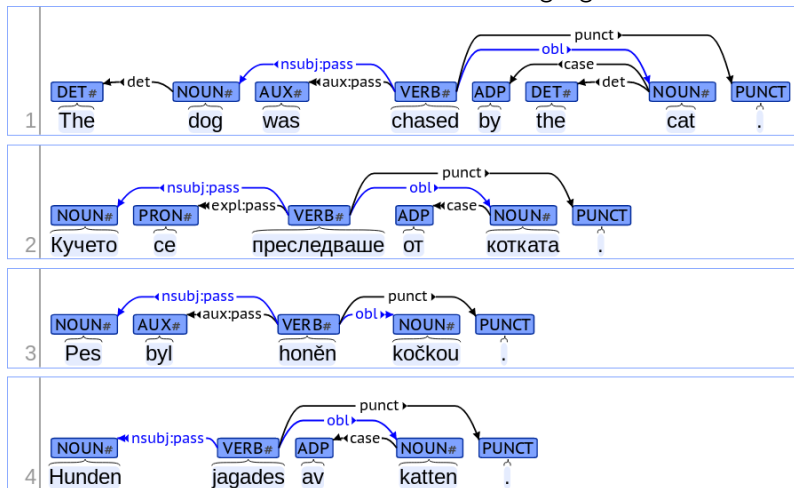 punct
obl
nsubj:pass case
det aux:pass det
DET# NOUN# AUX# VERB# ADP DET# NOUN# PUNCT
1 The dog was chased by the cat .
punct
nsubj:pass obl
expl:pass case
NOUN# PRON# VERB# ADP NOUN# PUNCT
2 Кучето се преследваше от котката .
nsubj:pass punct
aux:pass obl
NOUN# AUX# VERB# NOUN# PUNCT
3 Pes byl honěn kočkou .
punct
obl
nsubj:pass case
NOUN# VERB# ADP NOUN# PUNCT
4 Hunden jagades av katten .